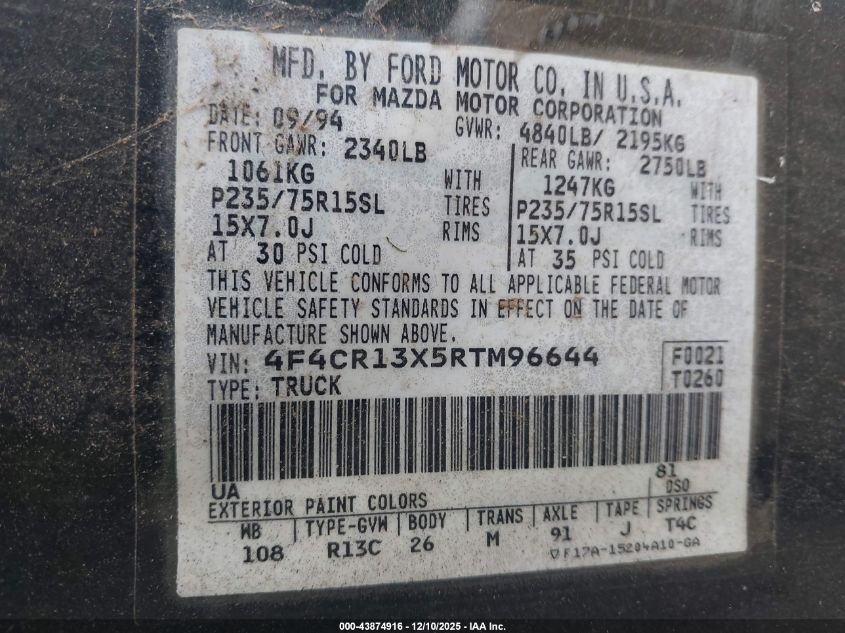 MFD. BY FORD MOTOR CO. IN U.S.A.
FOR MAZDA MOTOR CORPORATION
DATE: 09/94 GVWR: 4840LB/ 2195KG
FRONT GAWR: 2340LB REAR GAWR: 2750LB
1061KG WITH 1247KG WITH
P235/75R15SL TIRES P235/75R15SL TIRES
15X7.0J RIMS 15X7.0J RIMS
AT 30 PSI COLD AT 35 PSI COLD
THIS VEHICLE CONFORMS TO ALL APPLICABLE FEDERAL MOTOR
VEHICLE SAFETY STANDARDS IN EFFECT ON THE DATE OF
MANUFACTURE SHOWN ABOVE.
VIN: 4F4CR13X5RTM96644 F0021
TYPE: TRUCK T0260
UA 81
EXTERIOR PAINT COLORS DSO
WB TYPE-GVW BODY TRANS AXLE TAPE SPRINGS
108 R13C 26 M 91 J T4C
F17A-15204A10-GA
000-43874916 - 12/10/2025 - IAA Inc.